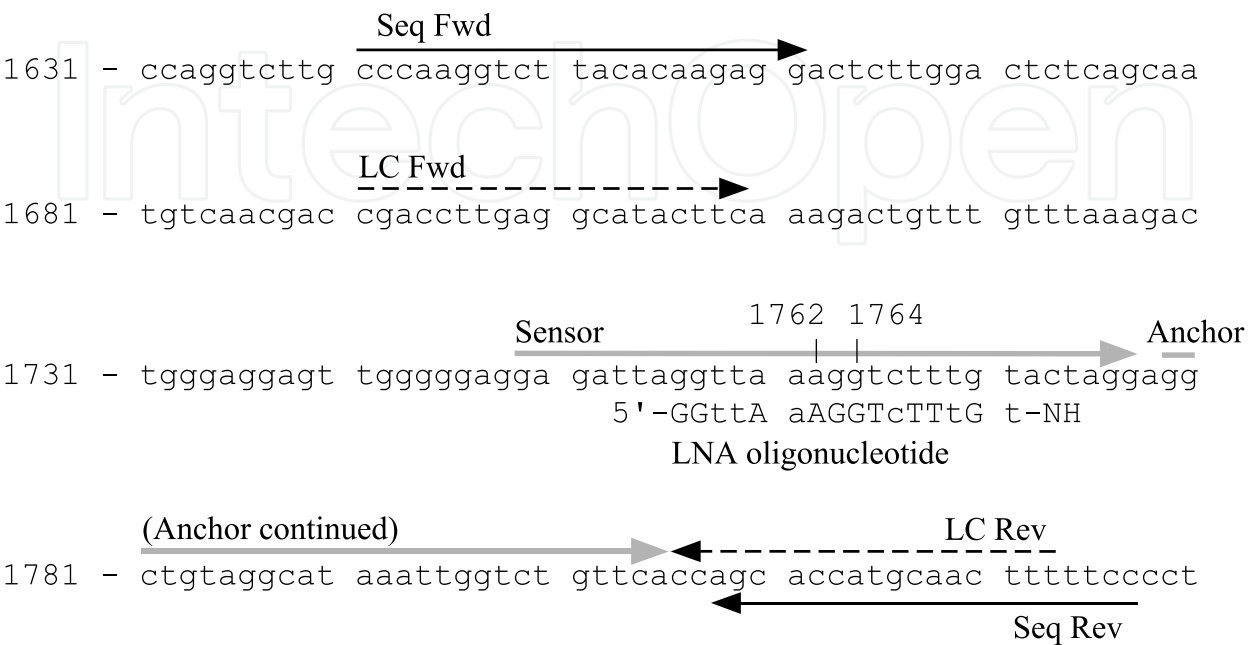 Seq Fwd
1631 - ccaggtcttg cccaaggtct tacacaagag gactcttgga ctctcagcaa
IntechOpen
LC Fwd
1681 - tgtcaacgac cgaccttgag gcatacttca aagactgttt gtttaaagac
1762 1764
Sensor Anchor
1731 - tgggaggagt tgggggagga gattaggtta aaggtctttg tactaggagg
5'-GGttA aAGGTcTTtG t-NH
LNA oligonucleotide
(Anchor continued) LC Rev
1781 - ctgtaggcat aaattggtct gttcaccagc accatgcaac tttttcccct
Seq Rev